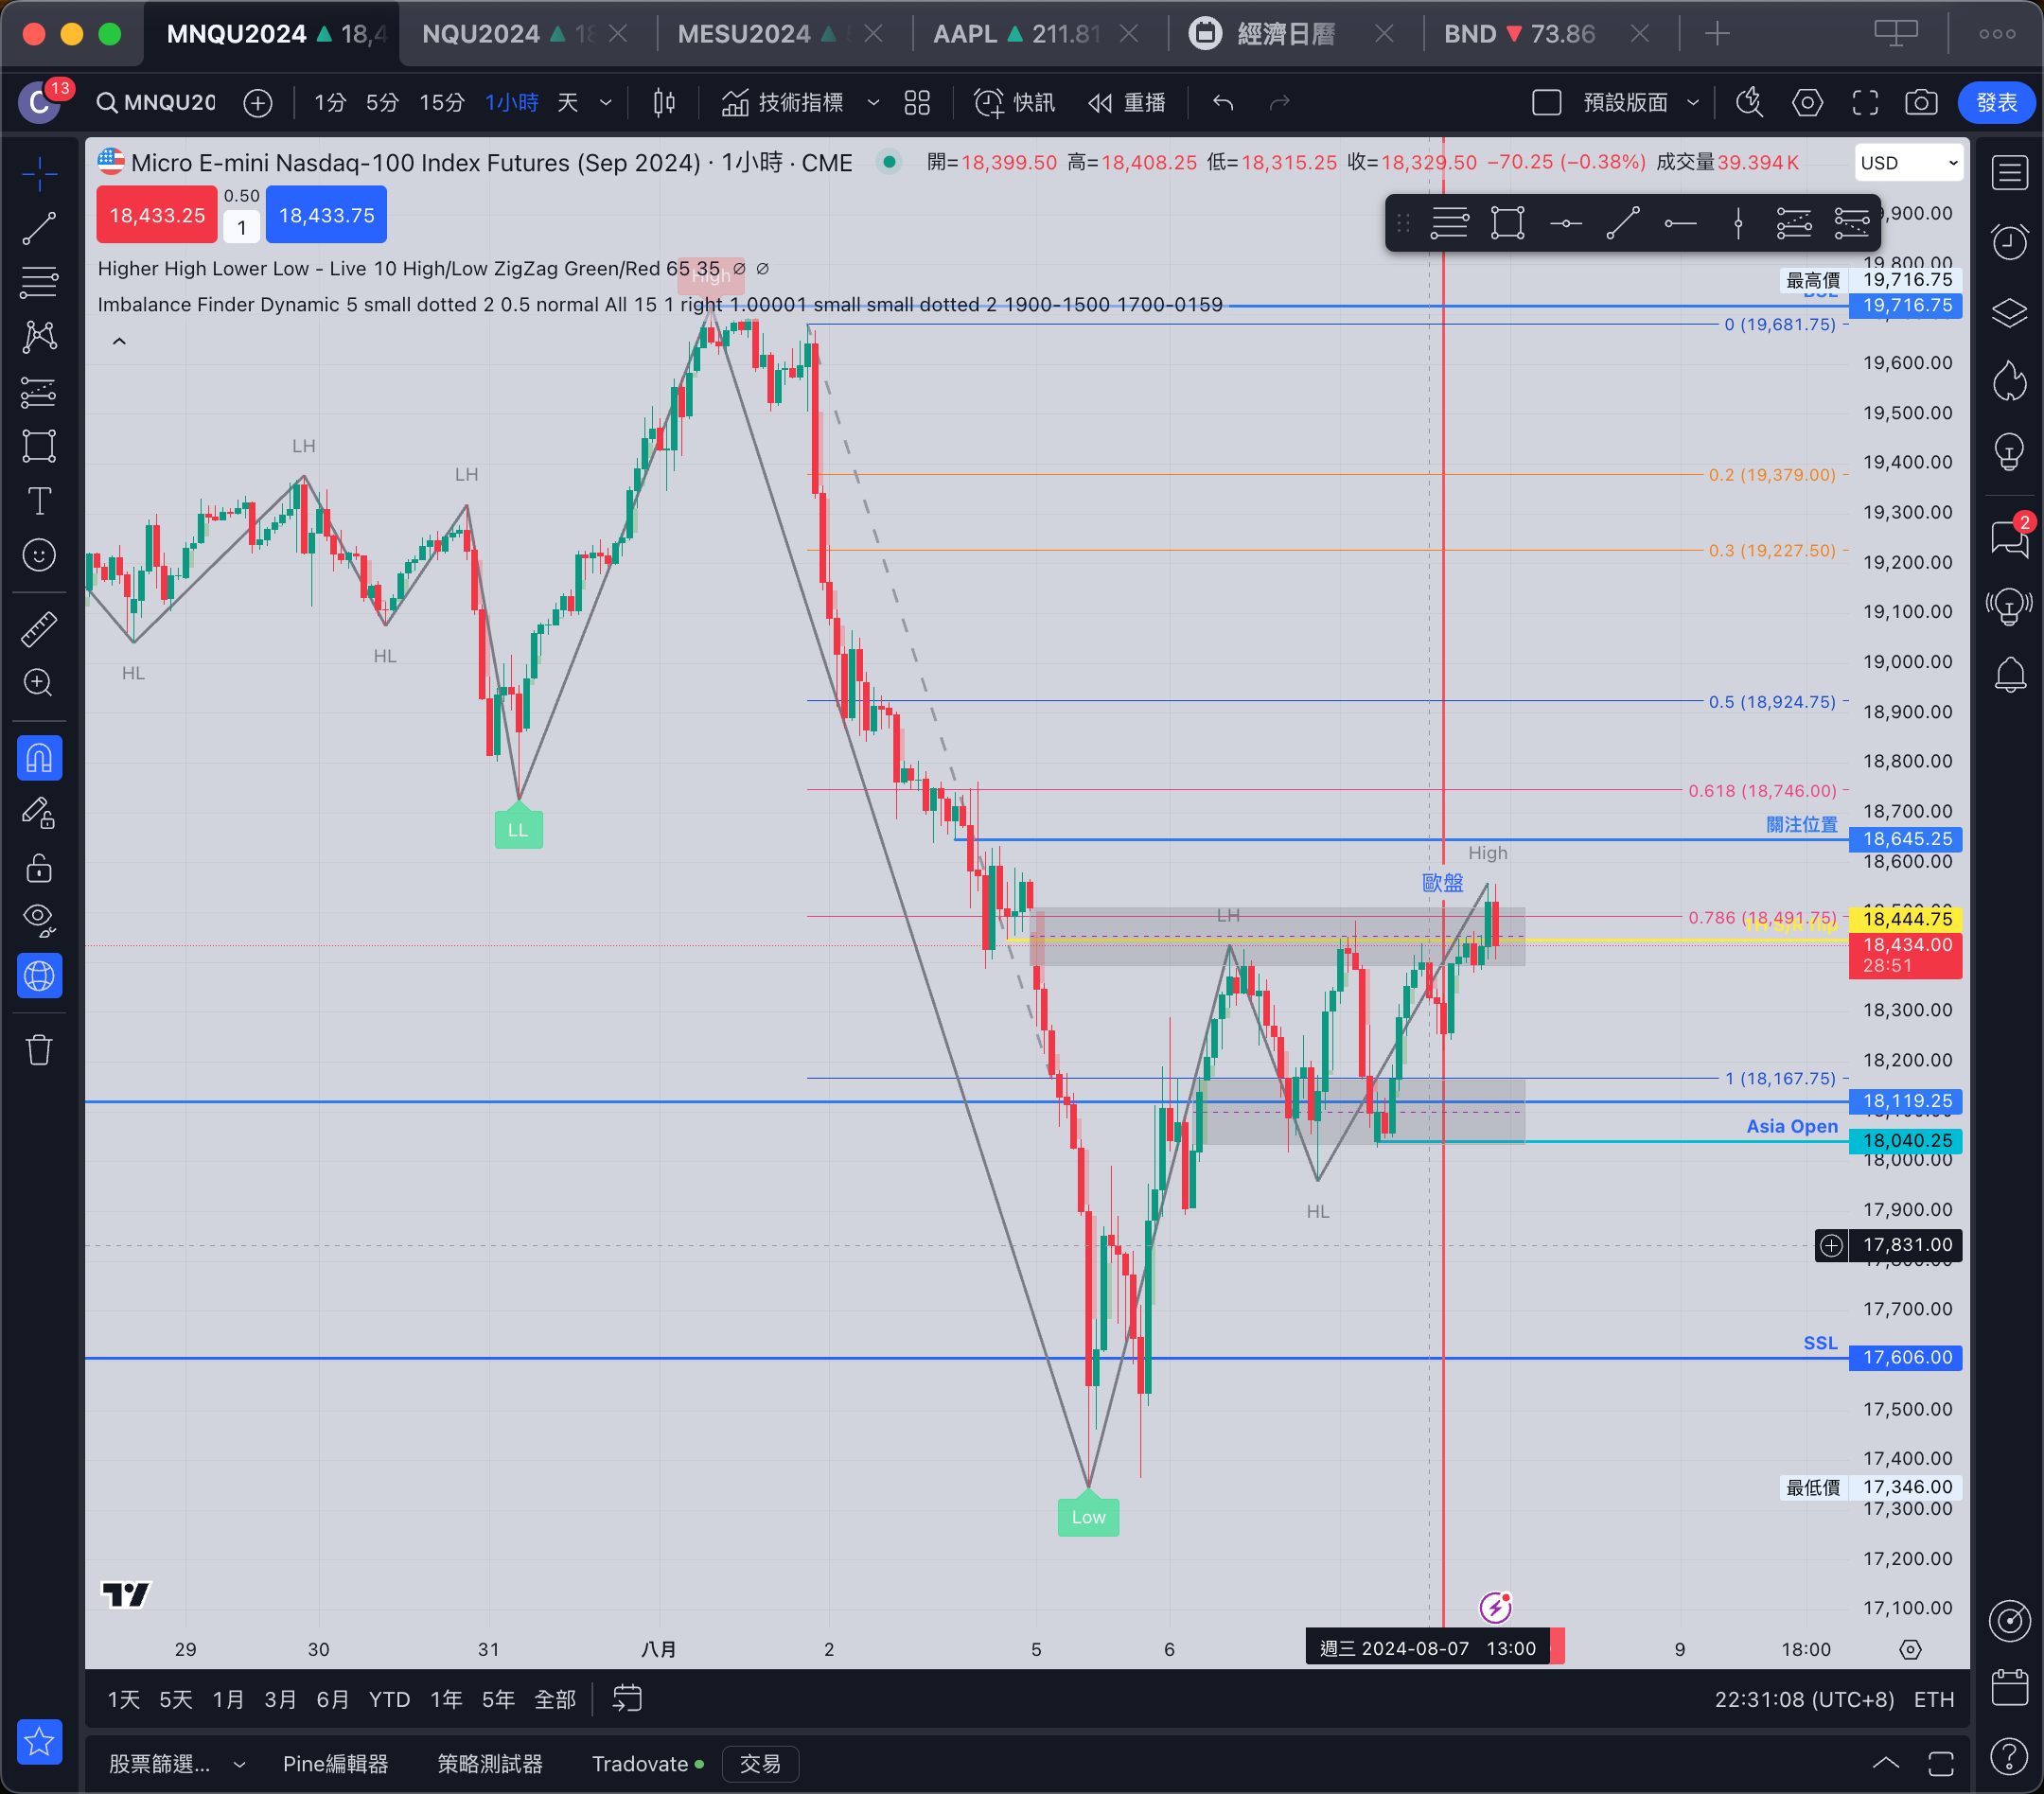 MNQU2024 ▲ 18,4 NQU2024 ▲ 18 MESU2024 ▲ AAPL ▲ 211.81 經濟日曆 BND ▼ 73.86
C 13 MNQU20 1分 5分 15分 1小時 天 技術指標 快訊 重播 預設版面 發表
Micro E-mini Nasdaq-100 Index Futures (Sep 2024) · 1小時 · CME 開=18,399.50 高=18,408.25 低=18,315.25 收=18,329.50 −70.25 (−0.38%) 成交量39.394K USD
18,433.25 0.50 1 18,433.75
19,900.00
Higher High Lower Low - Live 10 High/Low ZigZag Green/Red 65 35 ∅ ∅
High
19,800.00
最高價 19,716.75
Imbalance Finder Dynamic 5 small dotted 2 0.5 normal All 15 1 right 1.00001 small small dotted 2 1900-1500 1700-0159
BSL 19,716.75
0 (19,681.75)
19,600.00
19,500.00
LH
19,400.00
LH
0.2 (19,379.00)
19,300.00
0.3 (19,227.50)
19,200.00
19,100.00
HL
19,000.00
HL
0.5 (18,924.75)
18,900.00
18,800.00
0.618 (18,746.00)
18,700.00
LL
關注位置 18,645.25
High
18,600.00
歐盤
LH
0.786 (18,491.75)
18,444.75
18,434.00
28:51
18,300.00
18,200.00
1 (18,167.75)
18,119.25
Asia Open
18,040.25
18,000.00
HL
17,900.00
17,831.00
17,800.00
17,700.00
SSL
17,606.00
17,500.00
17,400.00
最低價 17,346.00
17,300.00
Low
17,200.00
17,100.00
29 30 31 八月 2 5 6 週三 2024-08-07 13:00 9 18:00
1天 5天 1月 3月 6月 YTD 1年 5年 全部 22:31:08 (UTC+8) ETH
股票篩選... Pine編輯器 策略測試器 Tradovate 交易
2